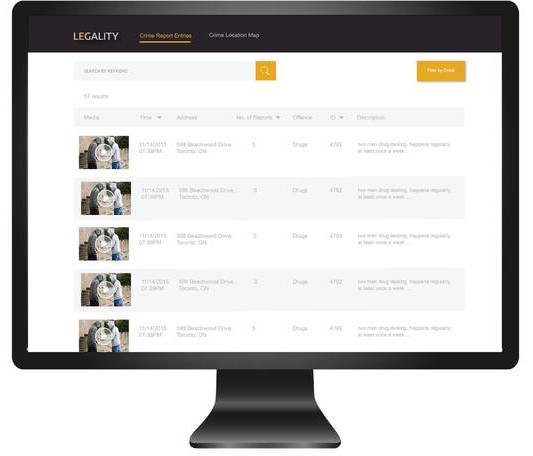 LEGALITY
Crime Report Entries
Crime Location Map
SEARCH BY KEYWORD
Filter by Crime
57 results
Media Time Address No. of Reports Offence ID Description
11/14/2015 598 Beachwood Drive, 3 Drugs 4792 two men drug dealing, happens regularly,
07:39PM Toronto, ON at least once a week ...
11/14/2015 598 Beachwood Drive, 3 Drugs 4792 two men drug dealing, happens regularly,
07:39PM Toronto, ON at least once a week ...
11/14/2015 598 Beachwood Drive, 3 Drugs 4792 two men drug dealing, happens regularly,
07:39PM Toronto, ON at least once a week ...
11/14/2015 598 Beachwood Drive, 3 Drugs 4792 two men drug dealing, happens regularly,
07:39PM Toronto, ON at least once a week ...
11/14/2015 598 Beachwood Drive, 3 Drugs 4792 two men drug dealing, happens regularly,
07:39PM Toronto, ON at least once a week ...